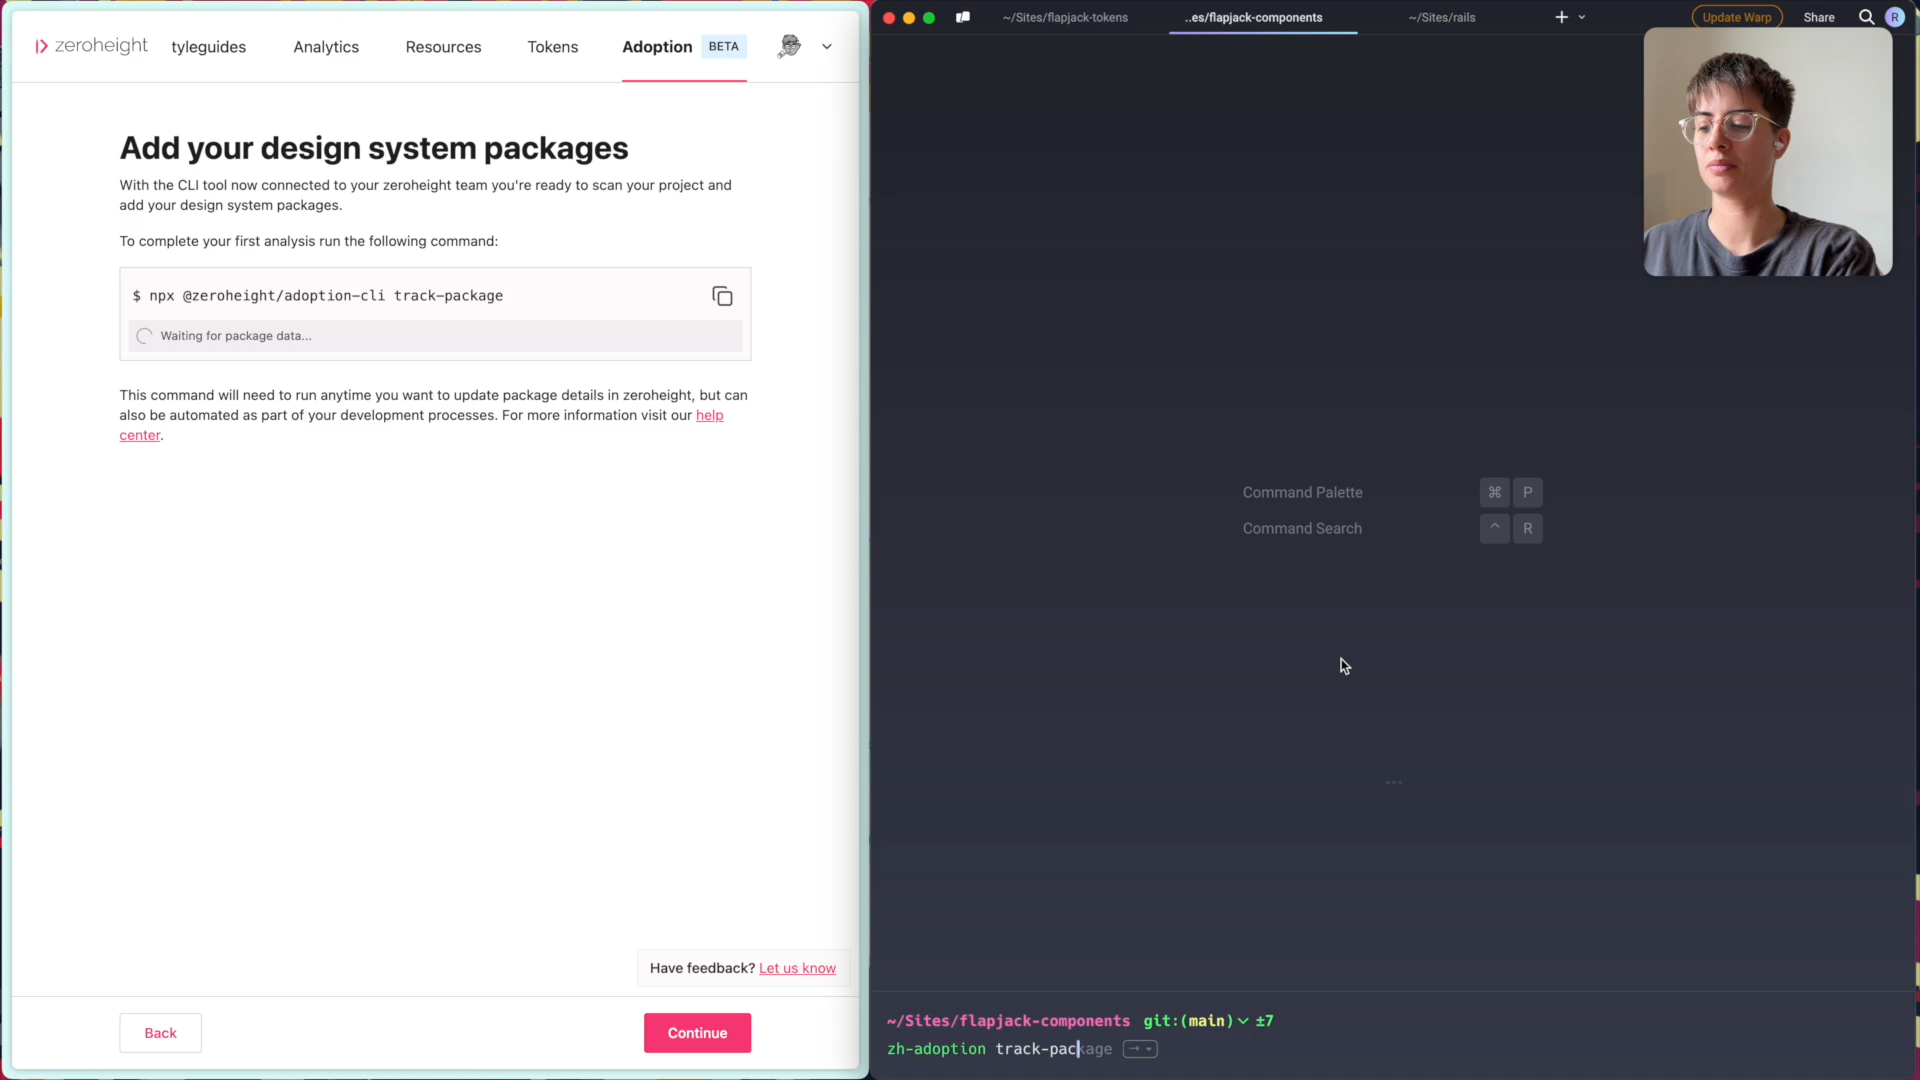 zeroheight
tyleguides
Analytics
Resources
Tokens
Adoption
BETA
Add your design system packages
With the CLI tool now connected to your zeroheight team you're ready to scan your project and
add your design system packages.
To complete your first analysis run the following command:
$ npx @zeroheight/adoption-cli track-package
Waiting for package data...
This command will need to run anytime you want to update package details in zeroheight, but can
also be automated as part of your development processes. For more information visit our help
center.
Have feedback? Let us know
Back
Continue
~/Sites/flapjack-tokens
..es/flapjack-components
~/Sites/rails
Update Warp
Share
R
Command Palette
⌘ P
Command Search
^ R
~/Sites/flapjack-components git:(main) ±7
zh-adoption track-package